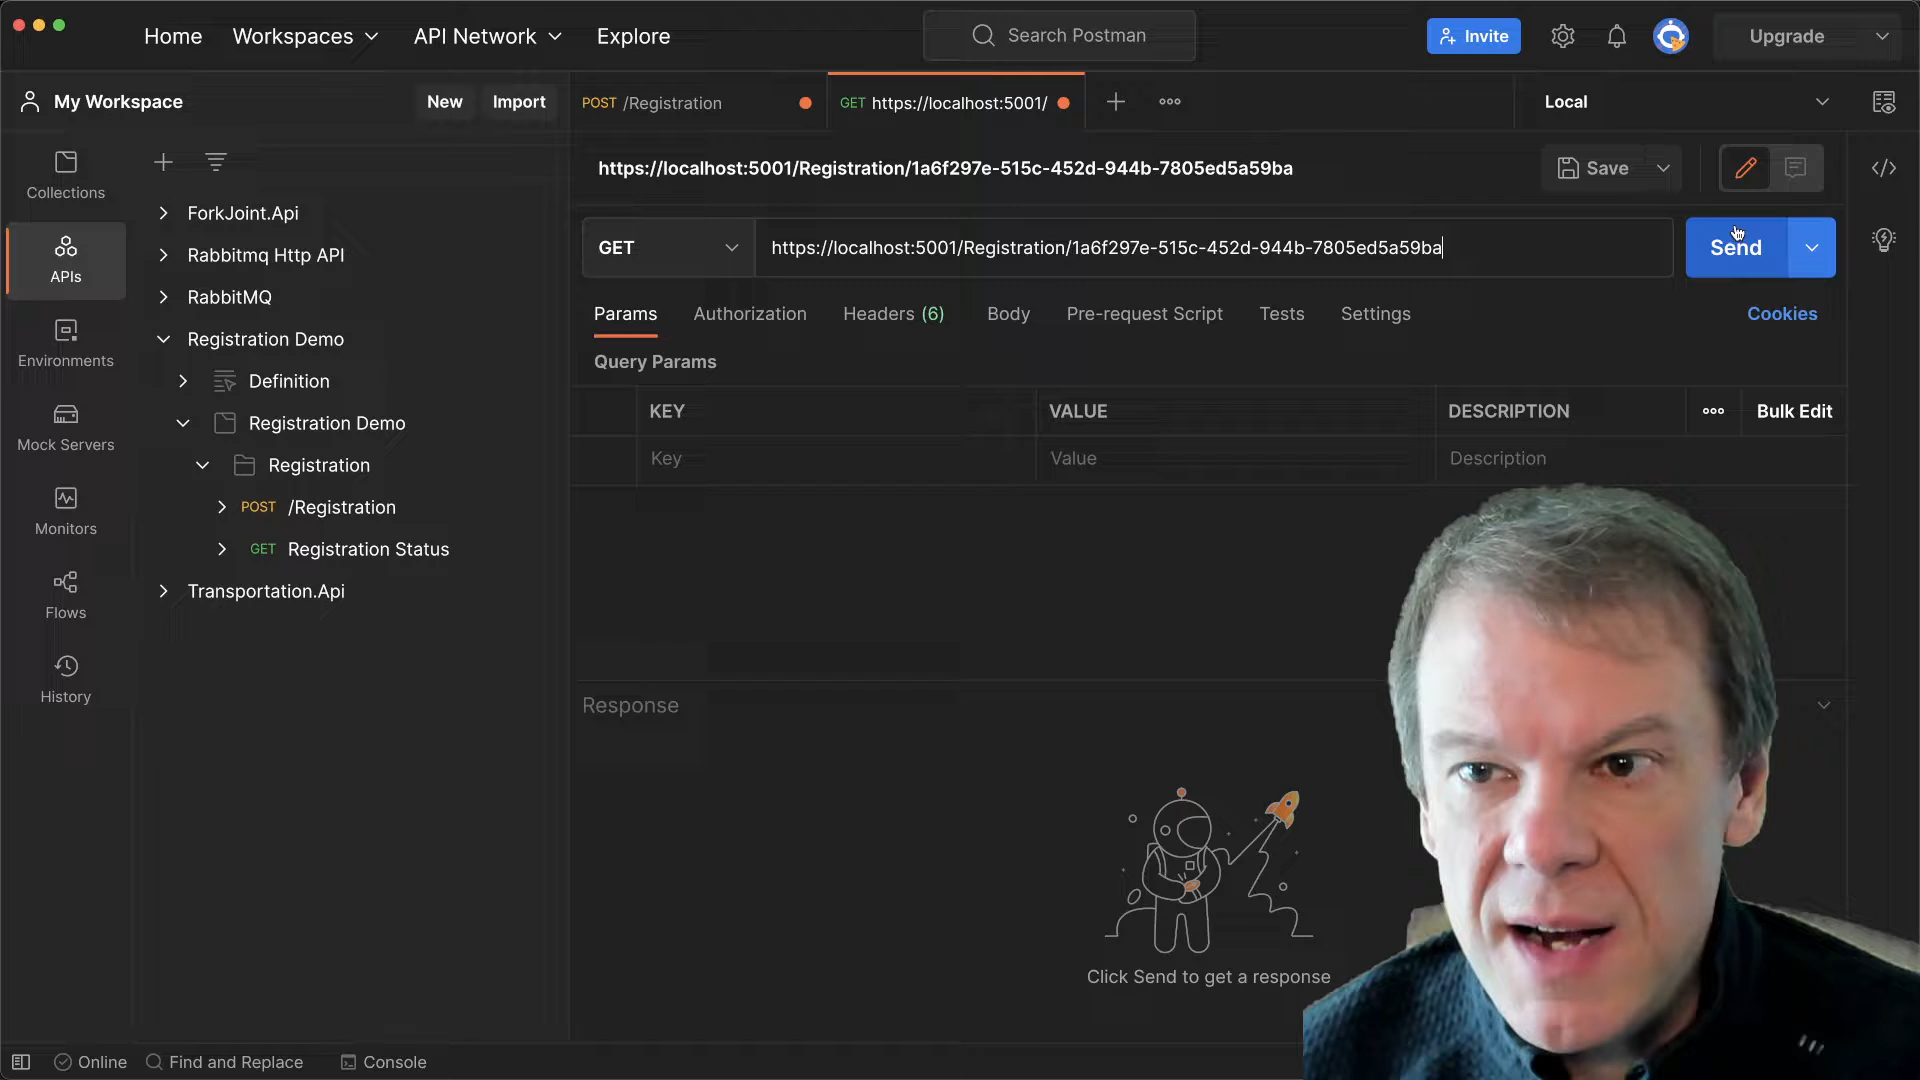 Home
Workspaces
API Network
Explore
Search Postman
Invite
Upgrade
My Workspace
New
Import
POST /Registration
GET https://localhost:5001/
Local
https://localhost:5001/Registration/1a6f297e-515c-452d-944b-7805ed5a59ba
Save
GET
https://localhost:5001/Registration/1a6f297e-515c-452d-944b-7805ed5a59ba
Send
Params
Authorization
Headers (6)
Body
Pre-request Script
Tests
Settings
Cookies
Query Params
KEY
VALUE
DESCRIPTION
Bulk Edit
Key
Value
Description
Response
Click Send to get a response
Collections
APIs
Environments
Mock Servers
Monitors
Flows
History
ForkJoint.Api
Rabbitmq Http API
RabbitMQ
Registration Demo
Definition
Registration Demo
Registration
POST /Registration
GET Registration Status
Transportation.Api
Online
Find and Replace
Console